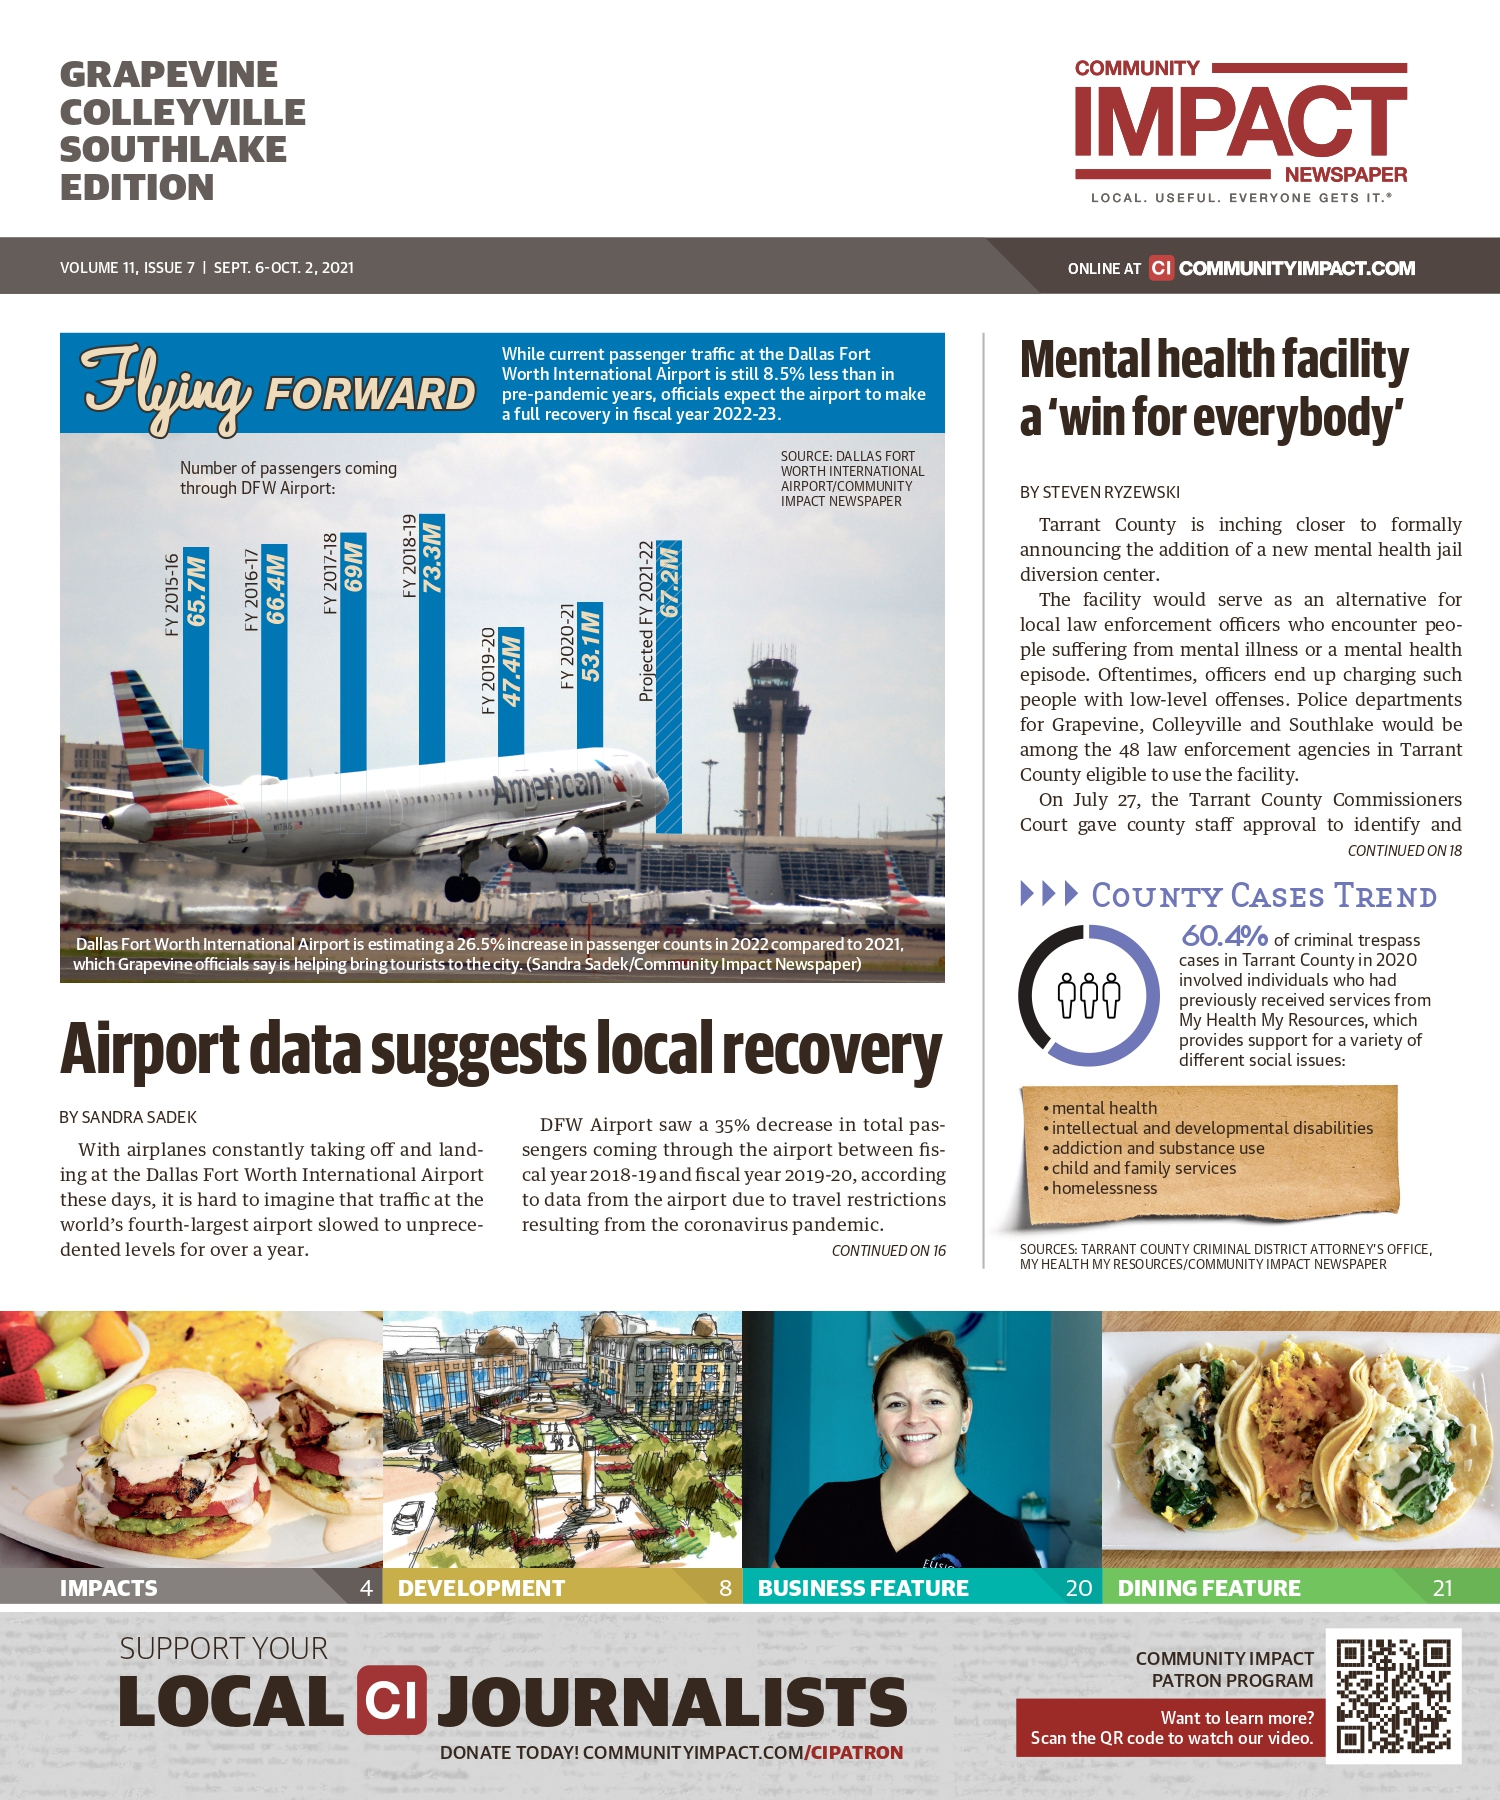 GRAPEVINE
COLLEYVILLE
SOUTHLAKE
EDITION
COMMUNITY
IMPACT
NEWSPAPER
LOCAL. USEFUL. EVERYONE GETS IT.®
VOLUME 11, ISSUE 7 | SEPT. 6-OCT. 2, 2021
ONLINE AT CI COMMUNITYIMPACT.COM
Flying FORWARD
While current passenger traffic at the Dallas Fort
Worth International Airport is still 8.5% less than in
pre-pandemic years, officials expect the airport to make
a full recovery in fiscal year 2022-23.
Number of passengers coming
through DFW Airport:
SOURCE: DALLAS FORT
WORTH INTERNATIONAL
AIRPORT/COMMUNITY
IMPACT NEWSPAPER
FY 2015-16
65.7M
FY 2016-17
66.4M
FY 2017-18
69M
FY 2018-19
73.3M
FY 2019-20
47.4M
FY 2020-21
53.1M
Projected FY 2021-22
67.2M
American
Dallas Fort Worth International Airport is estimating a 26.5% increase in passenger counts in 2022 compared to 2021,
which Grapevine officials say is helping bring tourists to the city. (Sandra Sadek/Community Impact Newspaper)
Airport data suggests local recovery
BY SANDRA SADEK
With airplanes constantly taking off and land-
ing at the Dallas Fort Worth International Airport
these days, it is hard to imagine that traffic at the
world's fourth-largest airport slowed to unprece-
dented levels for over a year.
DFW Airport saw a 35% decrease in total pas-
sengers coming through the airport between fis-
cal year 2018-19 and fiscal year 2019-20, according
to data from the airport due to travel restrictions
resulting from the coronavirus pandemic.
CONTINUED ON 16
Mental health facility
a ‘win for everybody’
BY STEVEN RYZEWSKI
Tarrant County is inching closer to formally
announcing the addition of a new mental health jail
diversion center.
The facility would serve as an alternative for
local law enforcement officers who encounter peo-
ple suffering from mental illness or a mental health
episode. Oftentimes, officers end up charging such
people with low-level offenses. Police departments
for Grapevine, Colleyville and Southlake would be
among the 48 law enforcement agencies in Tarrant
County eligible to use the facility.
On July 27, the Tarrant County Commissioners
Court gave county staff approval to identify and
CONTINUED ON 18
COUNTY CASES TREND
60.4% of criminal trespass
cases in Tarrant County in 2020
involved individuals who had
previously received services from
My Health My Resources, which
provides support for a variety of
different social issues:
• mental health
• intellectual and developmental disabilities
• addiction and substance use
• child and family services
• homelessness
SOURCES: TARRANT COUNTY CRIMINAL DISTRICT ATTORNEY'S OFFICE,
MY HEALTH MY RESOURCES/COMMUNITY IMPACT NEWSPAPER
IMPACTS 4
DEVELOPMENT 8
BUSINESS FEATURE 20
DINING FEATURE 21
SUPPORT YOUR
LOCAL CI JOURNALISTS
DONATE TODAY! COMMUNITYIMPACT.COM/CIPATRON
COMMUNITY IMPACT
PATRON PROGRAM
Want to learn more?
Scan the QR code to watch our video.